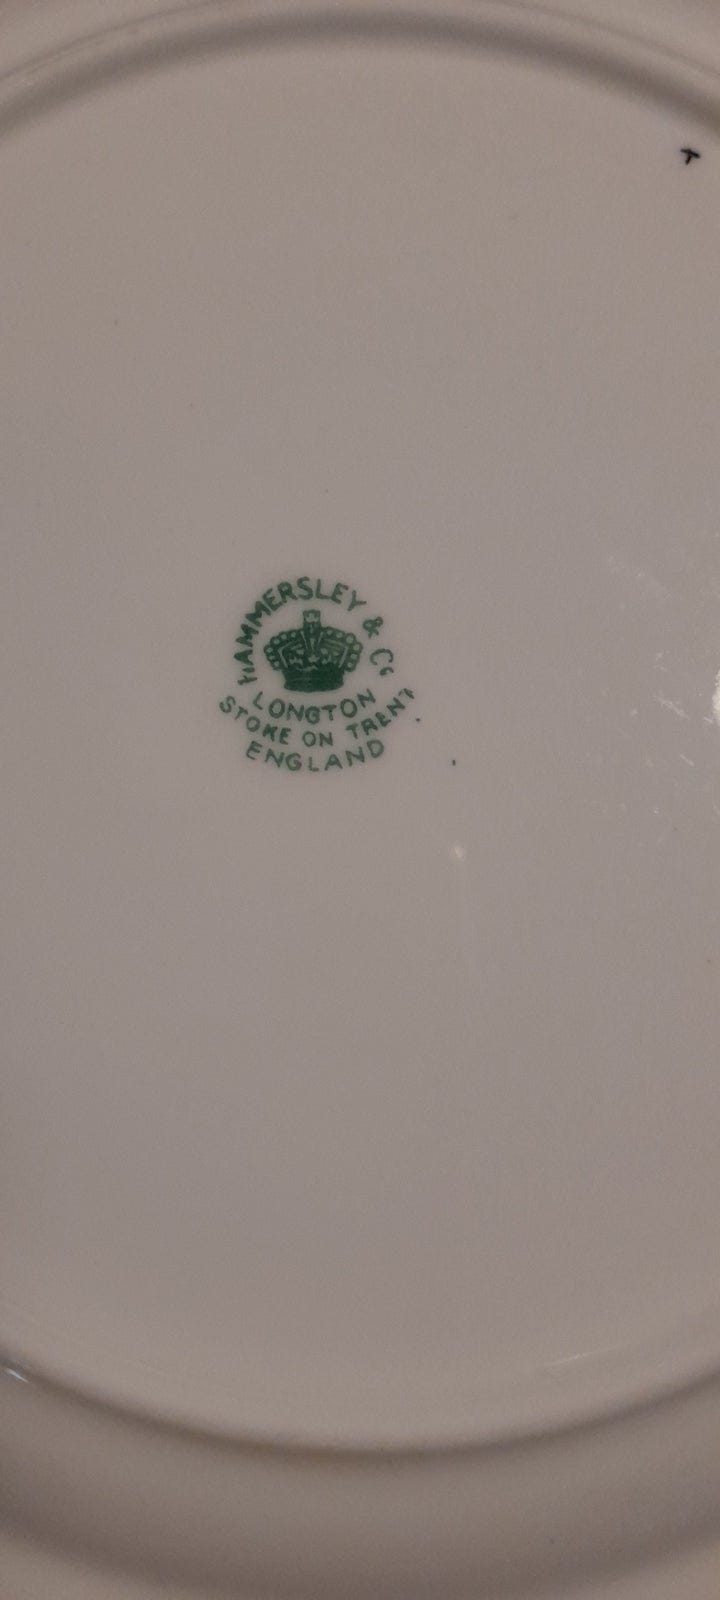 HAMMERSLEY & Co
LONGTON
STOKE ON TRENT
ENGLAND